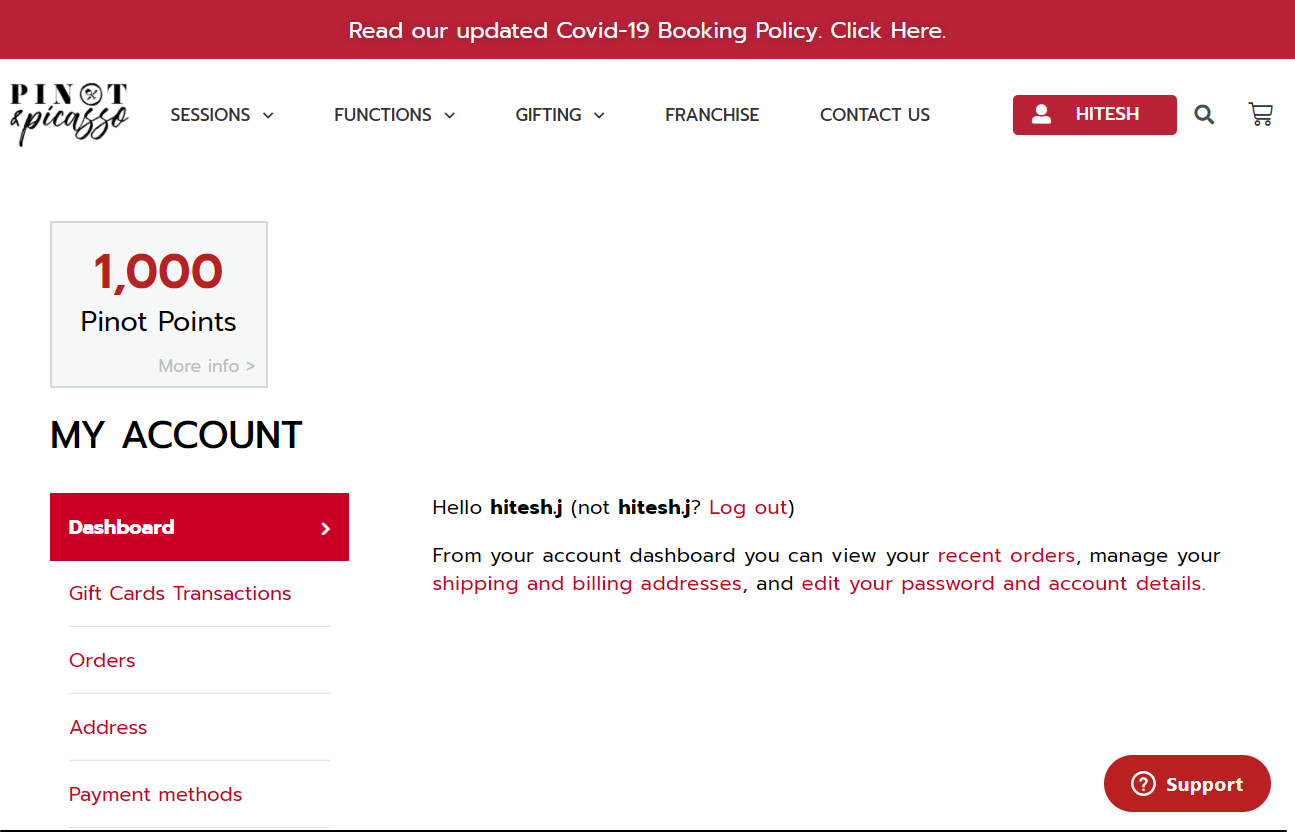 Read our updated Covid-19 Booking Policy. Click Here.
PINOT
& picasso
SESSIONS
FUNCTIONS
GIFTING
FRANCHISE
CONTACT US
HITESH
1,000
Pinot Points
More info >
MY ACCOUNT
Dashboard
Gift Cards Transactions
Orders
Address
Payment methods
Hello hitesh.j (not hitesh.j? Log out)
From your account dashboard you can view your recent orders, manage your
shipping and billing addresses, and edit your password and account details.
Support